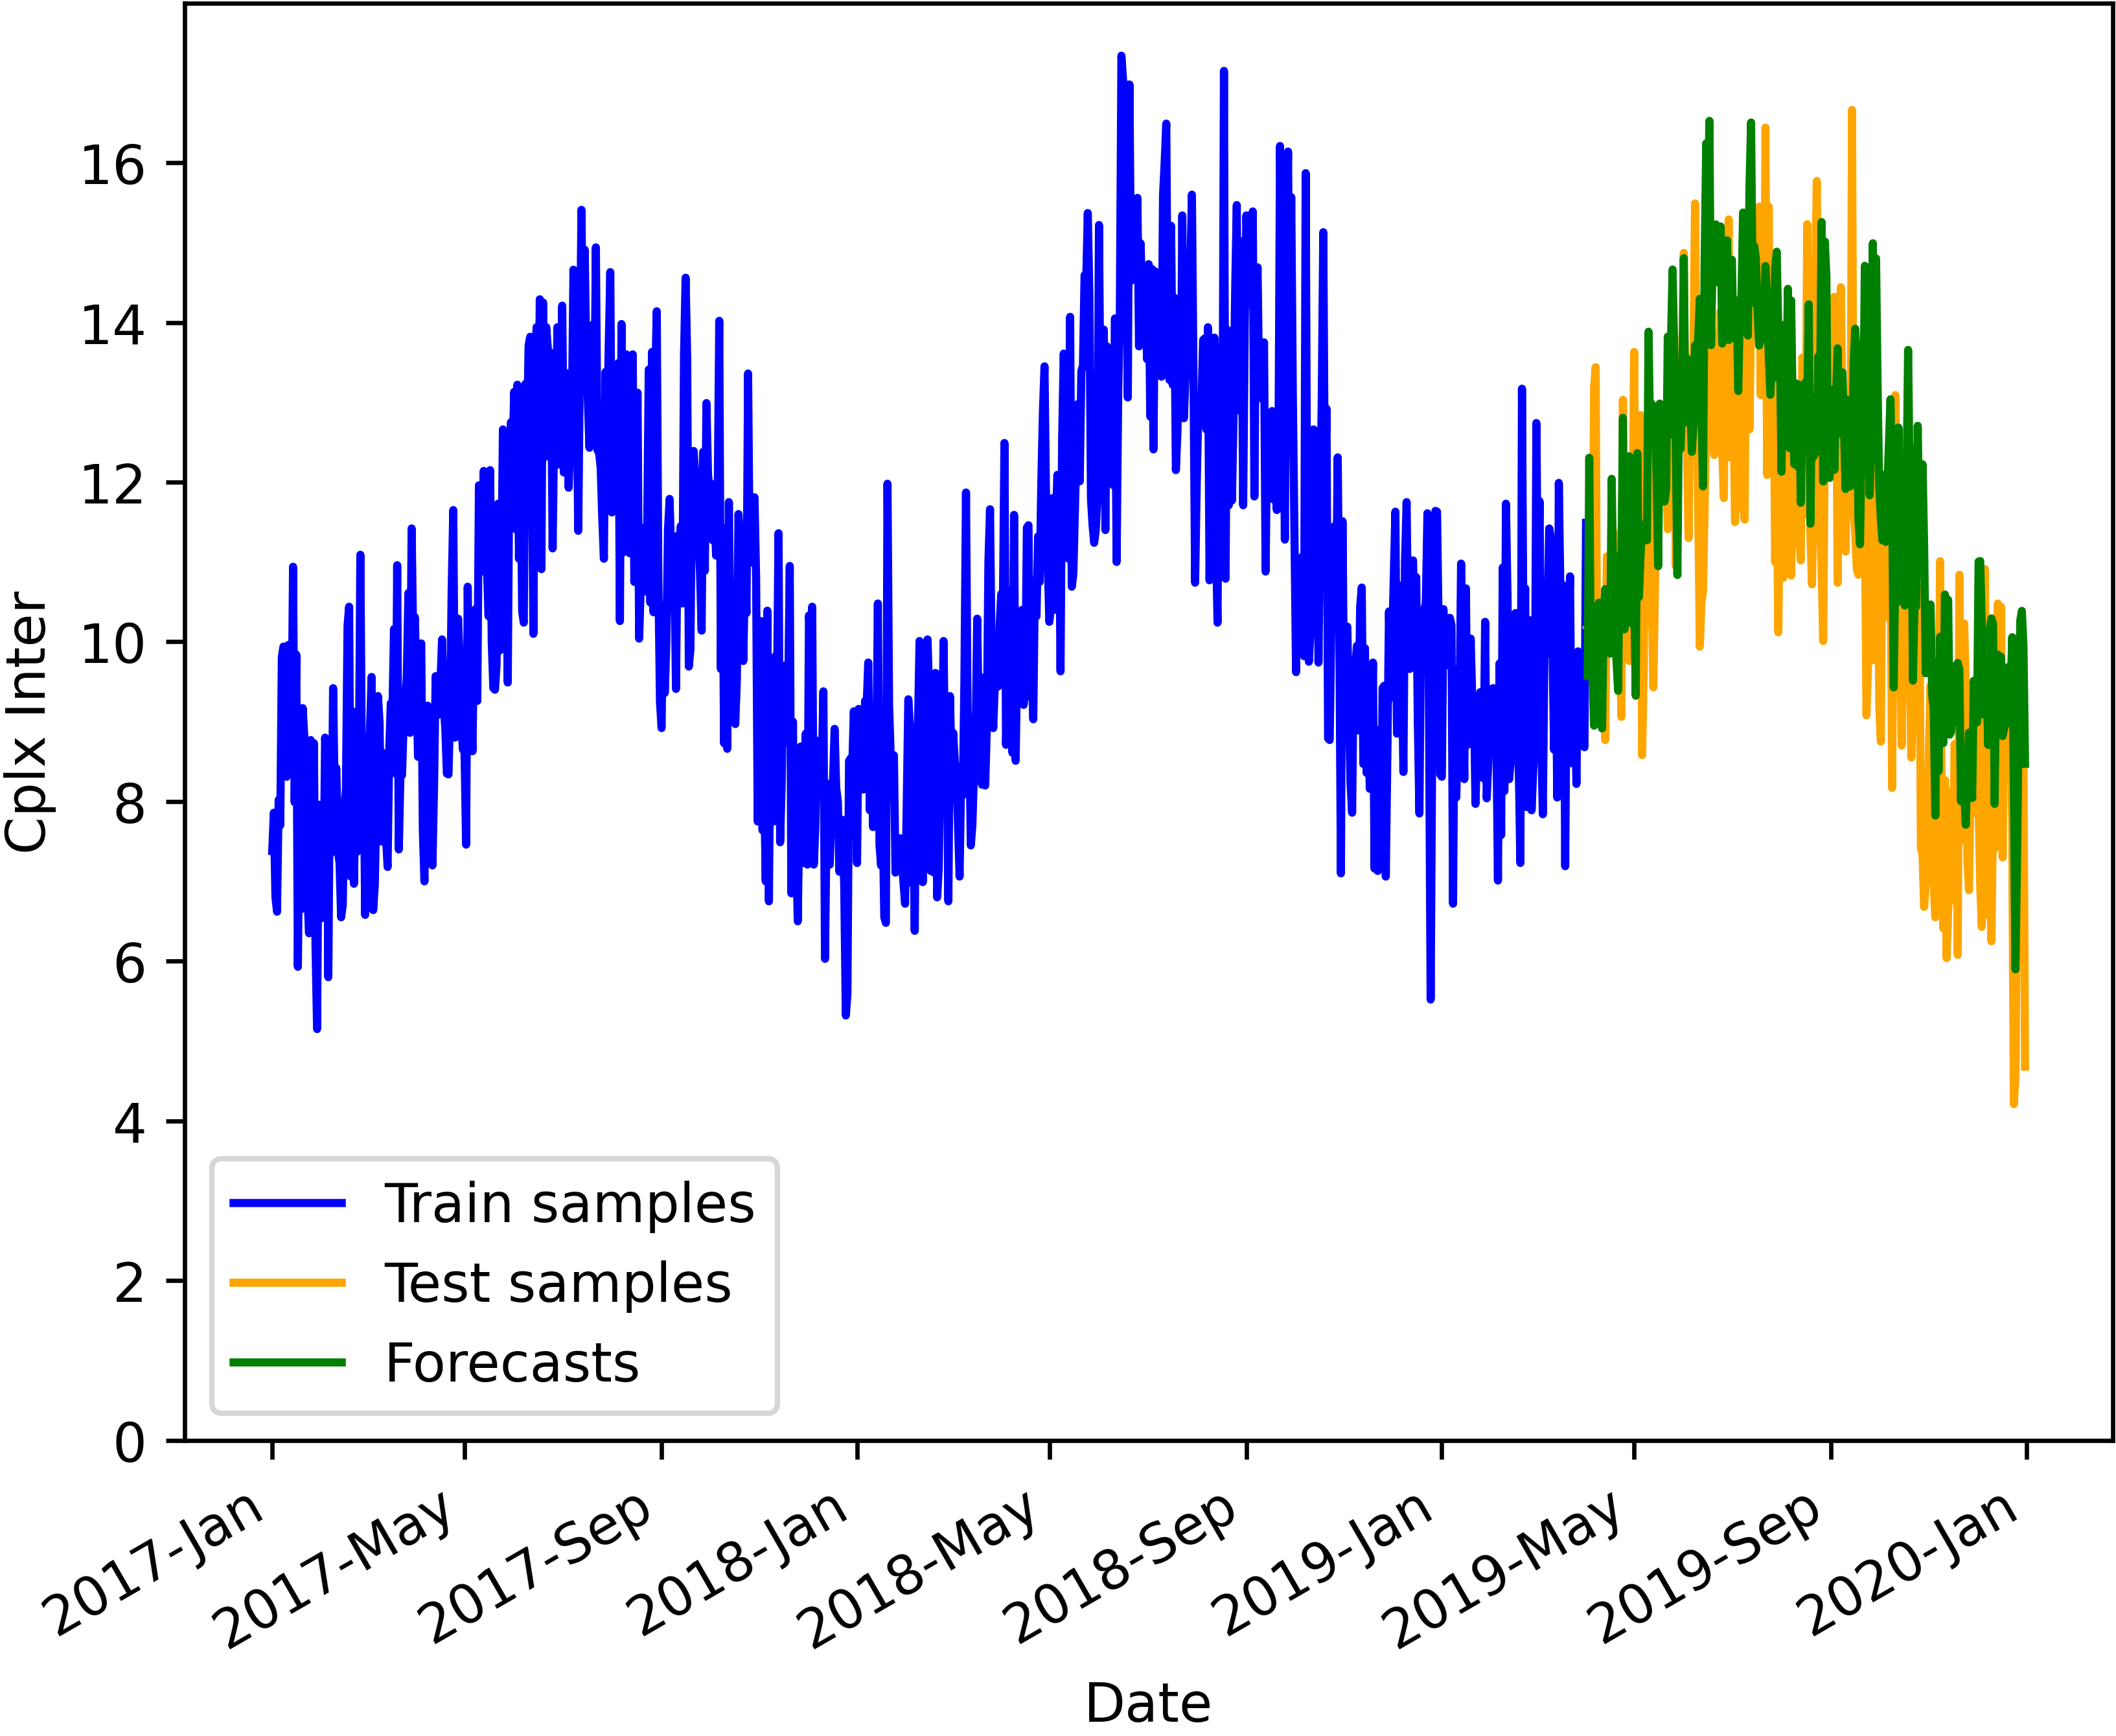 Cplx Inter
16
14
12
10
8
6
4
2
0
Train samples
Test samples
Forecasts
2017-Jan
2017-May
2017-Sep
2018-Jan
2018-May
2018-Sep
2019-Jan
2019-May
2019-Sep
2020-Jan
Date